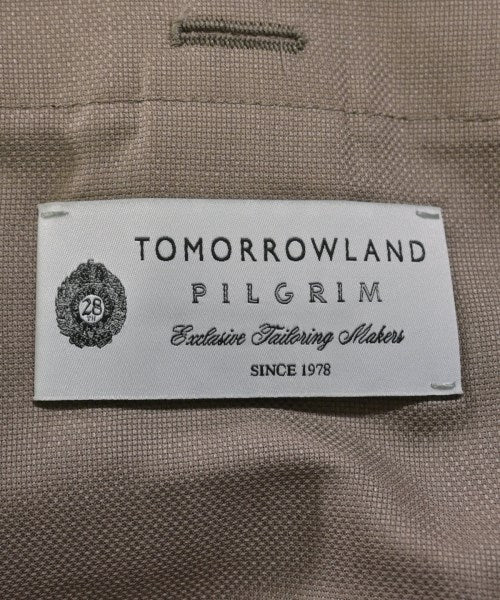 TOMORROWLAND
PILGRIM
28
Exclusive Tailoring Makers
SINCE 1978